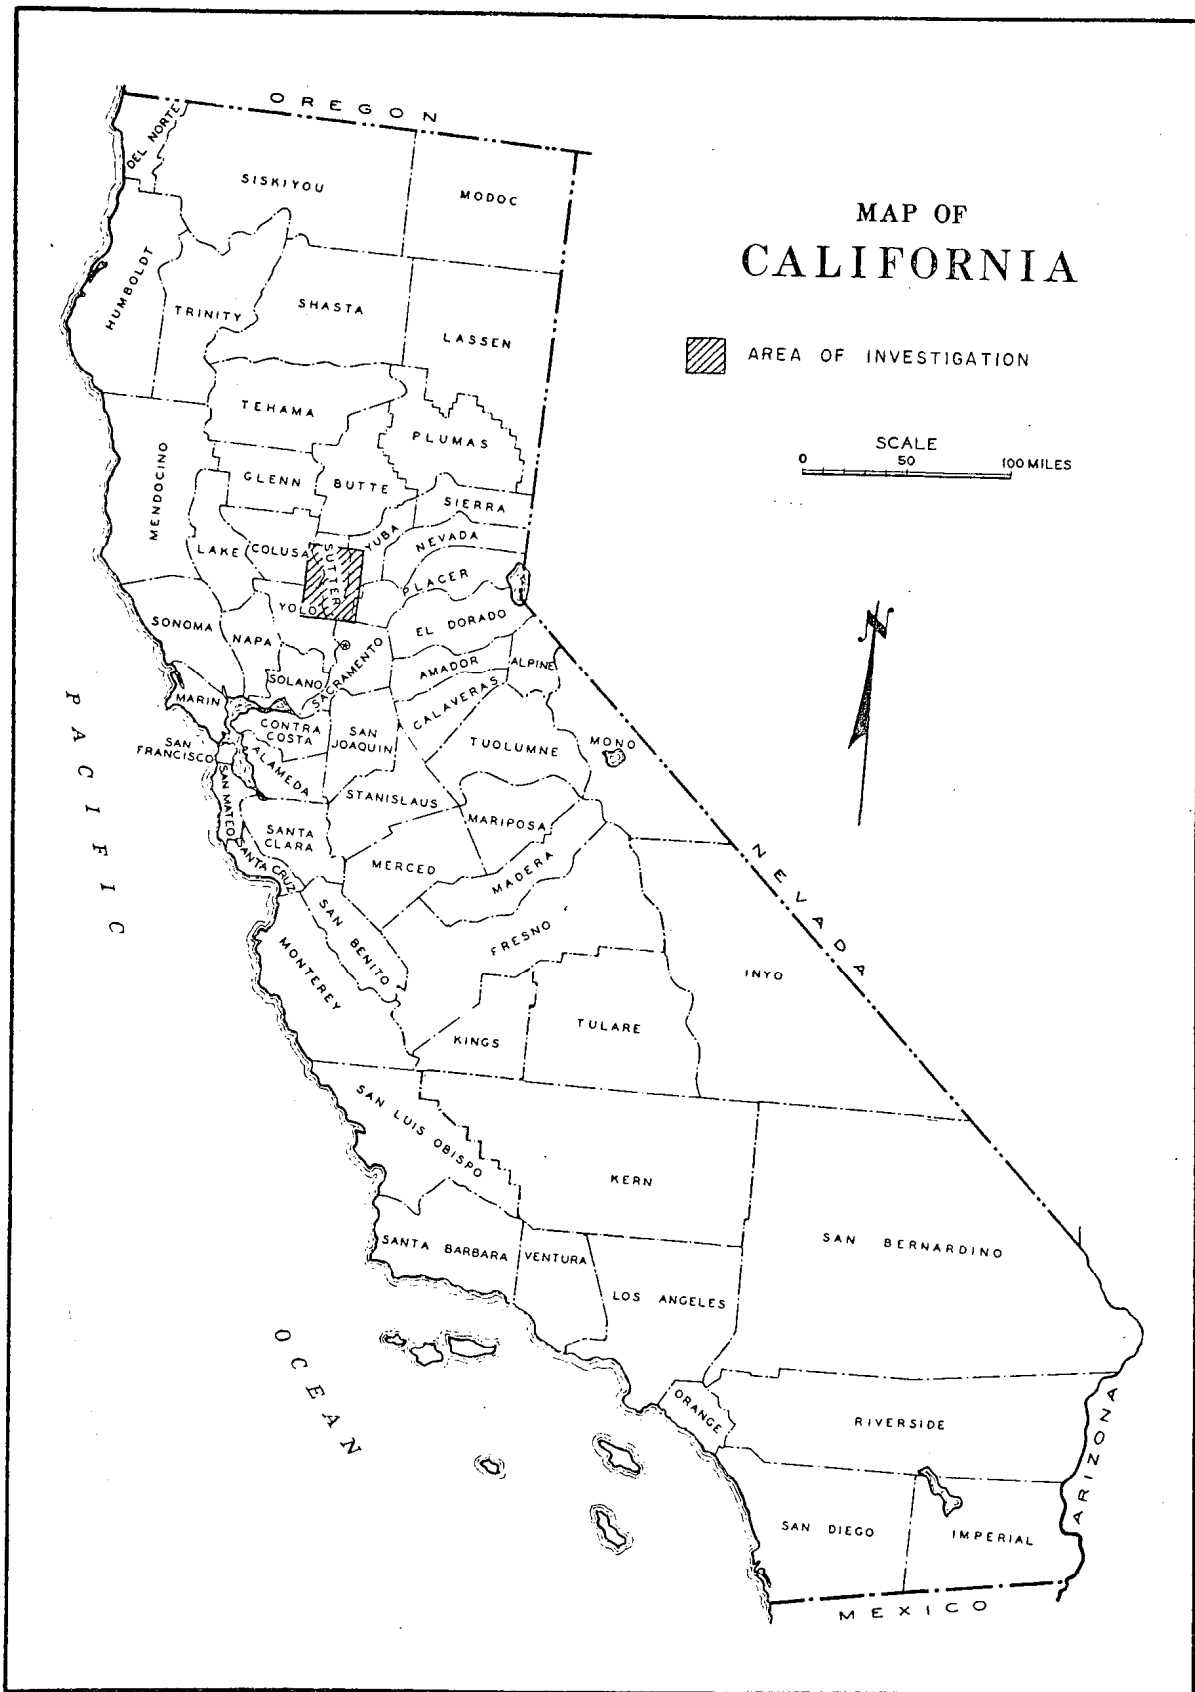 OREGON
DEL NORTE
SISKIYOU
MODOC
MAP OF
CALIFORNIA
HUMBOLDT
TRINITY
SHASTA
LASSEN
AREA OF INVESTIGATION
TEHAMA
PLUMAS
SCALE
0 50 100 MILES
MENDOCINO
GLENN
BUTTE
SIERRA
LAKE
COLUSA
SUTTER
YUBA
NEVADA
PLACER
YOLO
SONOMA
NAPA
EL DORADO
N
SACRAMENTO
AMADOR
ALPINE
SOLANO
MARIN
CALAVERAS
CONTRA
COSTA
SAN
JOAQUIN
TUOLUMNE
MONO
SAN
FRANCISCO
ALAMEDA
SAN MATEO
STANISLAUS
MARIPOSA
SANTA
CLARA
SANTA CRUZ
MERCED
MADERA
NEVADA
PACIFIC
SAN BENITO
FRESNO
MONTEREY
INYO
KINGS
TULARE
SAN LUIS OBISPO
KERN
SANTA BARBARA
VENTURA
SAN BERNARDINO
LOS ANGELES
OCEAN
ORANGE
RIVERSIDE
ARIZONA
SAN DIEGO
IMPERIAL
MEXICO